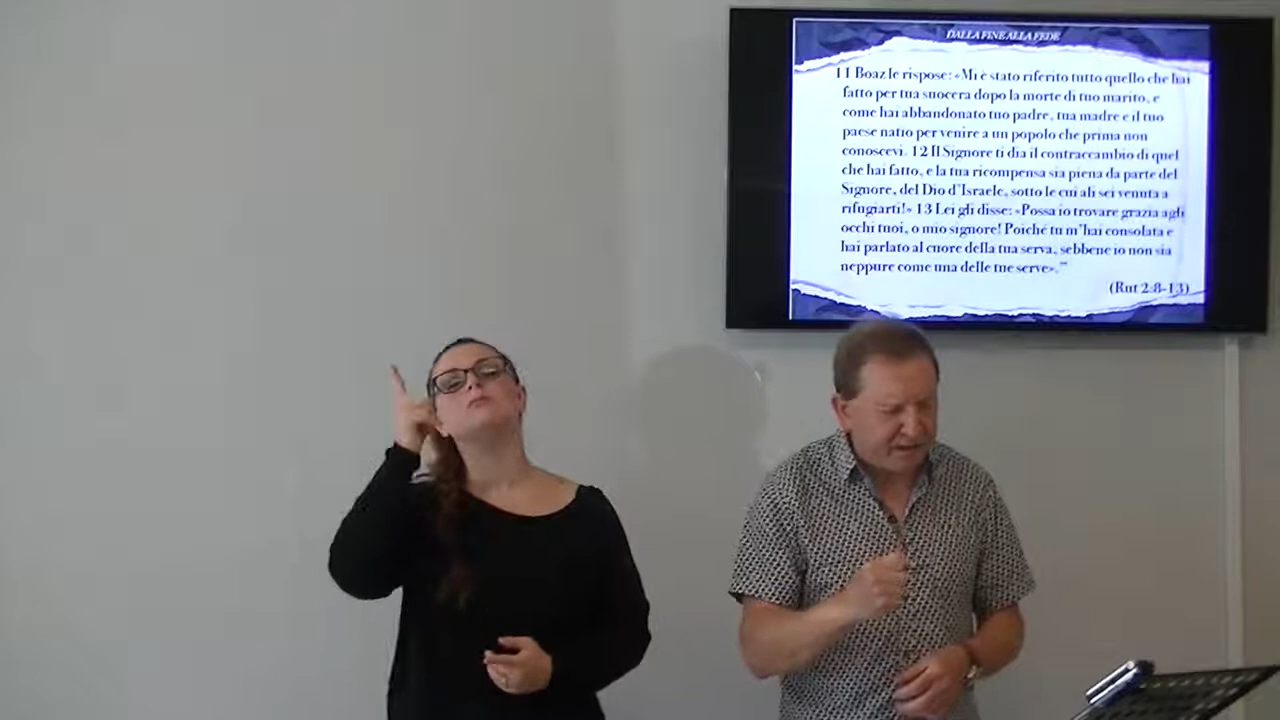 DALLA FINE ALLA FEDE
11 Boaz le rispose: «Mi è stato riferito tutto quello che hai
fatto per tua suocera dopo la morte di tuo marito, e
come hai abbandonato tuo padre, tua madre e il tuo
paese natio per venire a un popolo che prima non
conoscevi. 12 Il Signore ti dia il contraccambio di quel
che hai fatto, e la tua ricompensa sia piena da parte del
Signore, del Dio d'Israele, sotto le cui ali sei venuta a
rifugiarti!» 13 Lei gli disse: «Possa io trovare grazia agli
occhi tuoi, o mio signore! Poiché tu m'hai consolata e
hai parlato al cuore della tua serva, sebbene io non sia
neppure come una delle tue serve».”
(Rut 2:8-13)